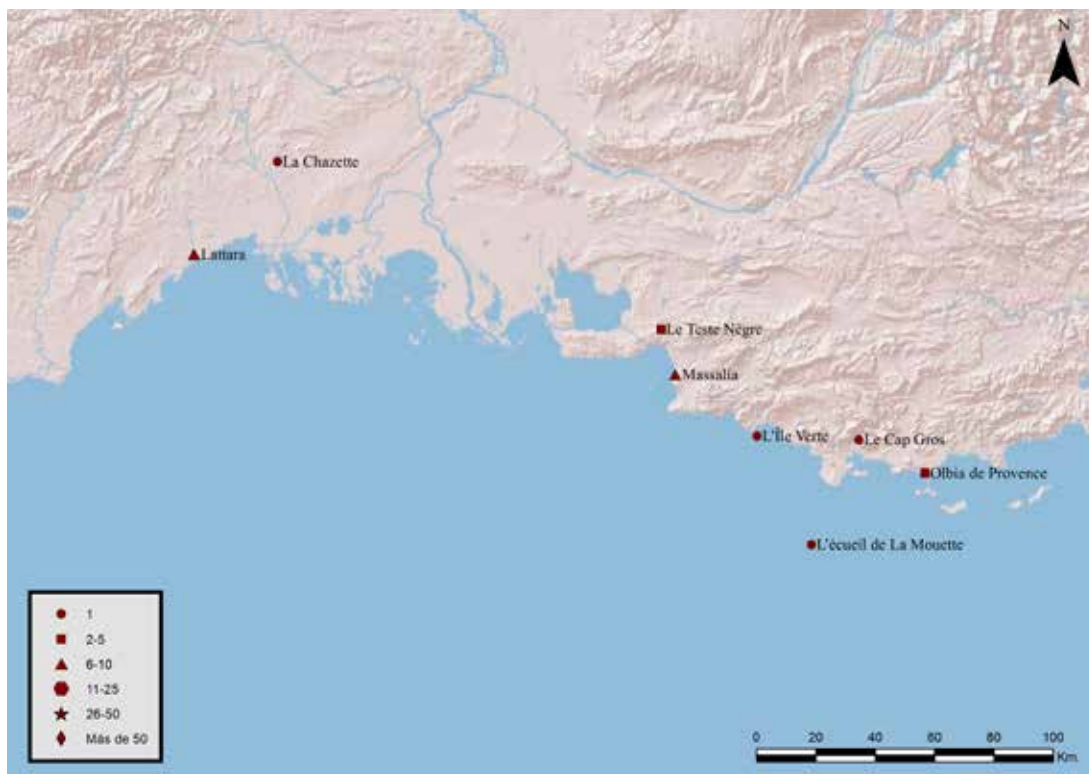 N
La Chazette
Lattara
Le Teste Nègre
Massalia
L'Île Verte
Le Cap Gros
Olbia de Provence
L'écueil de La Mouette
1
2-5
6-10
11-25
26-50
Más de 50
0 20 40 60 80 100
Km.